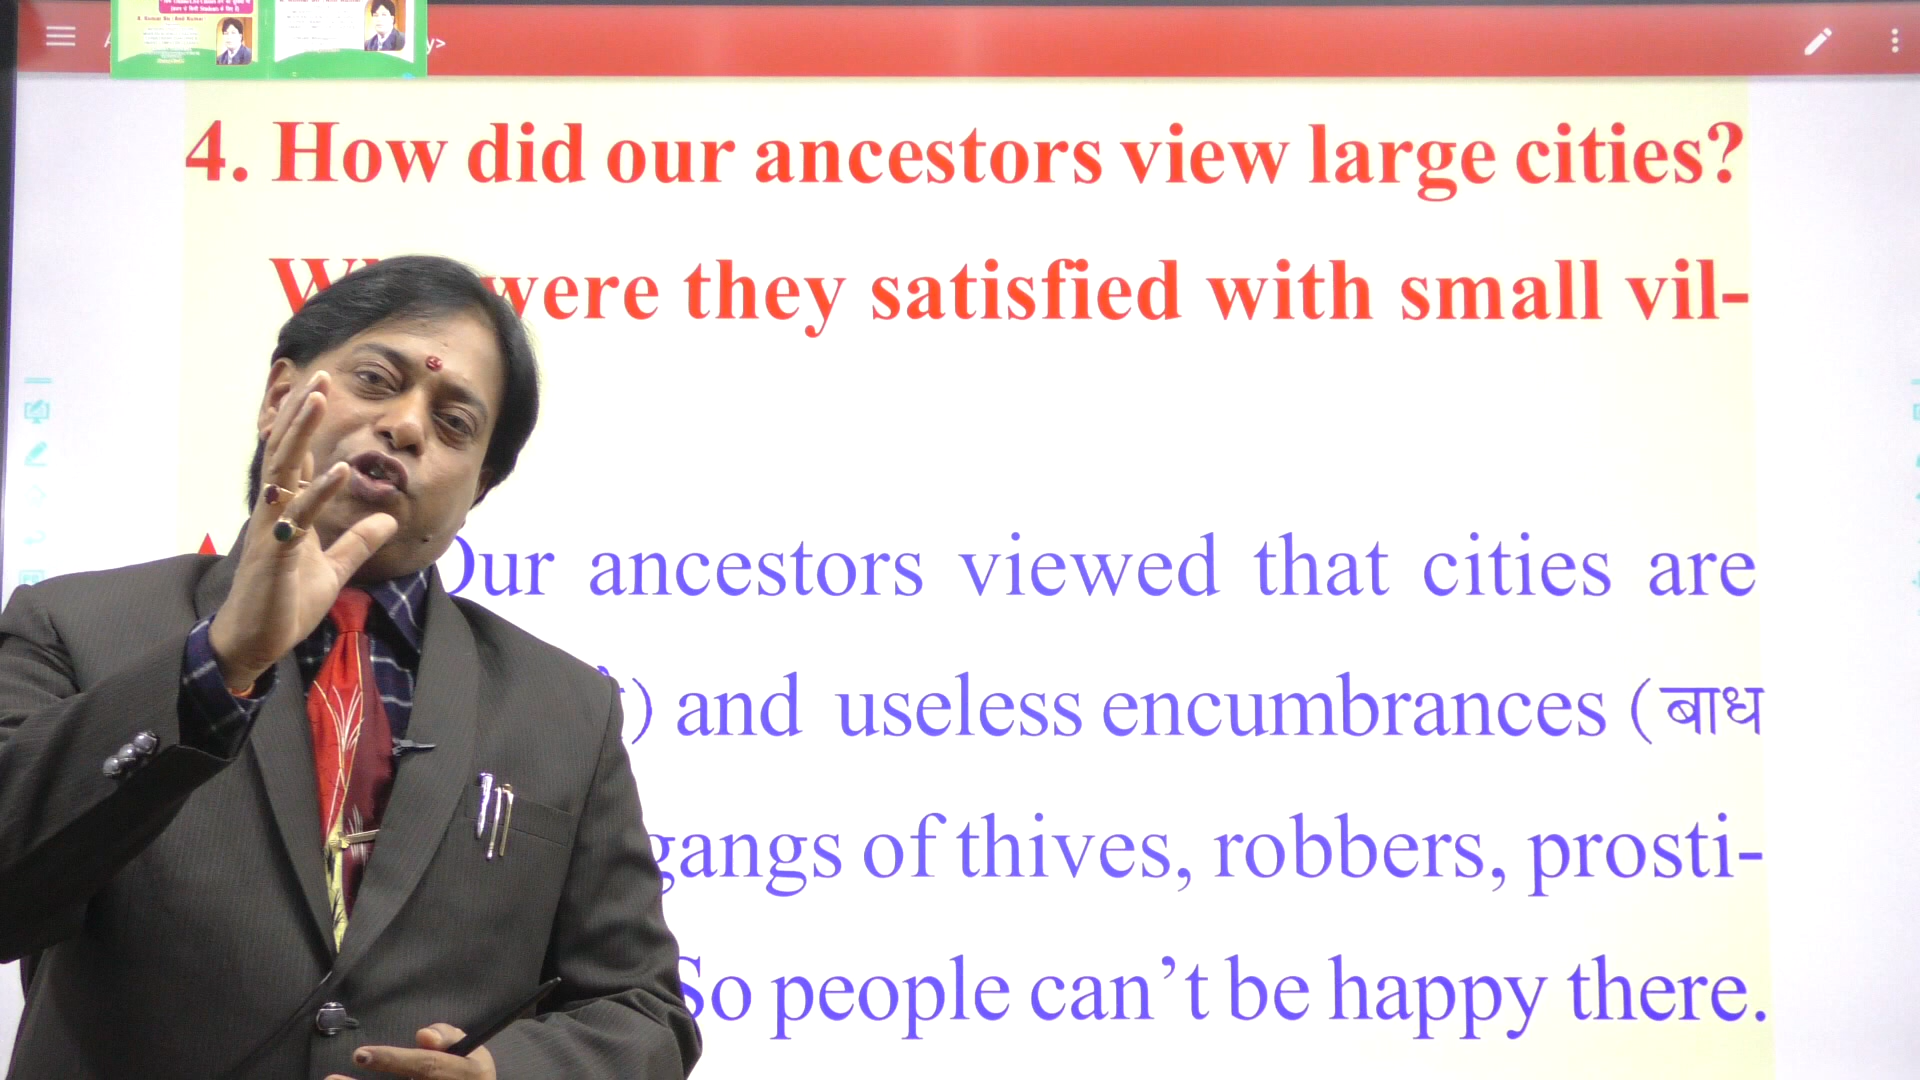 4. How did our ancestors view large cities?
were they satisfied with small vil-
Our ancestors viewed that cities are
) and useless encumbrances (बाध
gangs of thives, robbers, prosti-
So people can't be happy there.